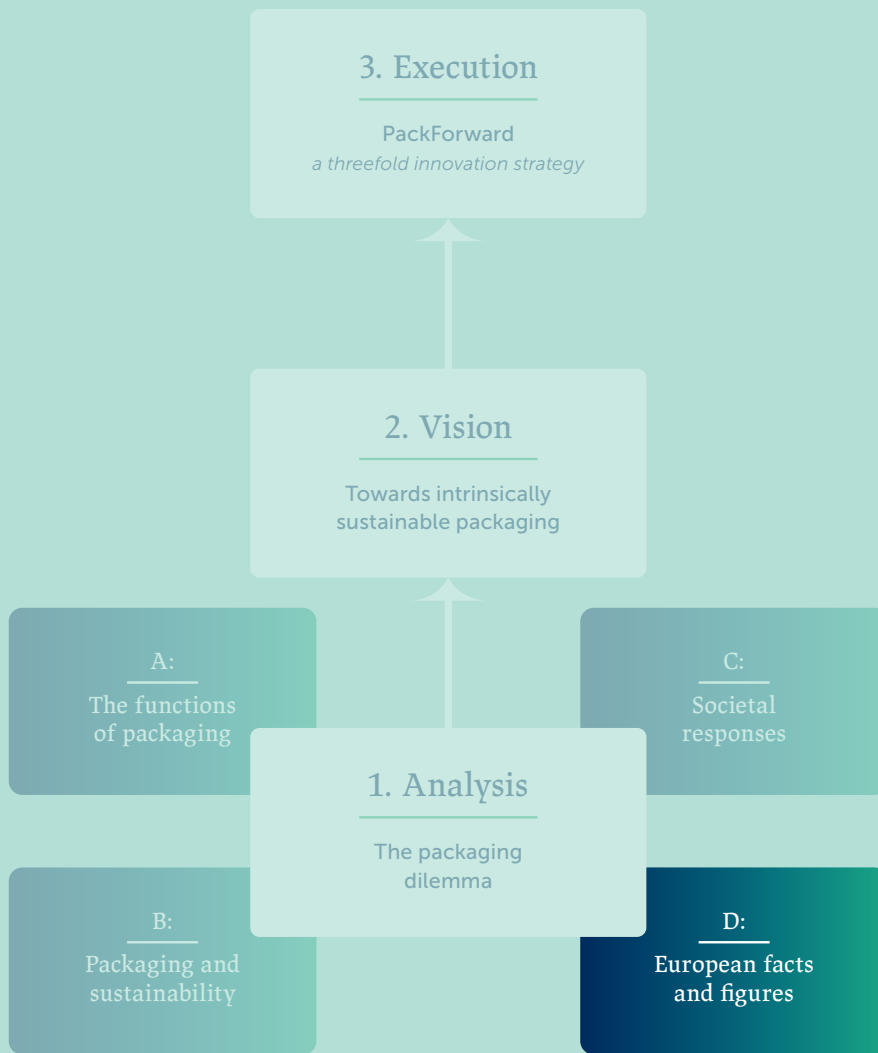 3. Execution
PackForward
a threefold innovation strategy
2. Vision
Towards intrinsically
sustainable packaging
A:
The functions
of packaging
C:
Societal
responses
1. Analysis
The packaging
dilemma
B:
Packaging and
sustainability
D:
European facts
and figures